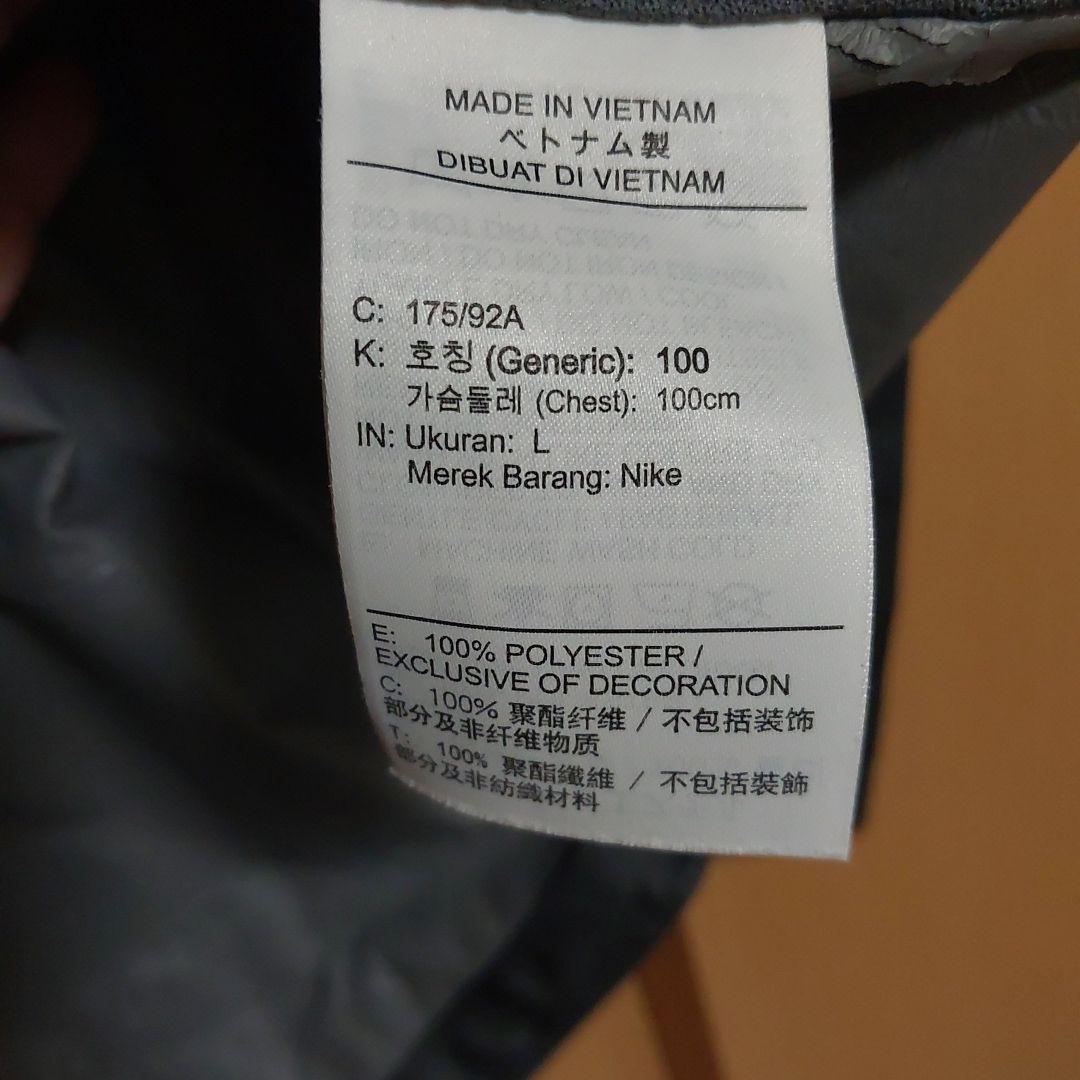 MADE IN VIETNAM
ベトナム製
DIBUAT DI VIETNAM
C: 175/92A
K: 호칭 (Generic): 100
가슴둘레 (Chest): 100cm
IN: Ukuran: L
Merek Barang: Nike
E: 100% POLYESTER /
EXCLUSIVE OF DECORATION
C: 100% 聚酯纤维 / 不包括装饰
部分及非纤维物质
T: 100% 聚酯纖維 / 不包括裝飾
部分及非紡織材料